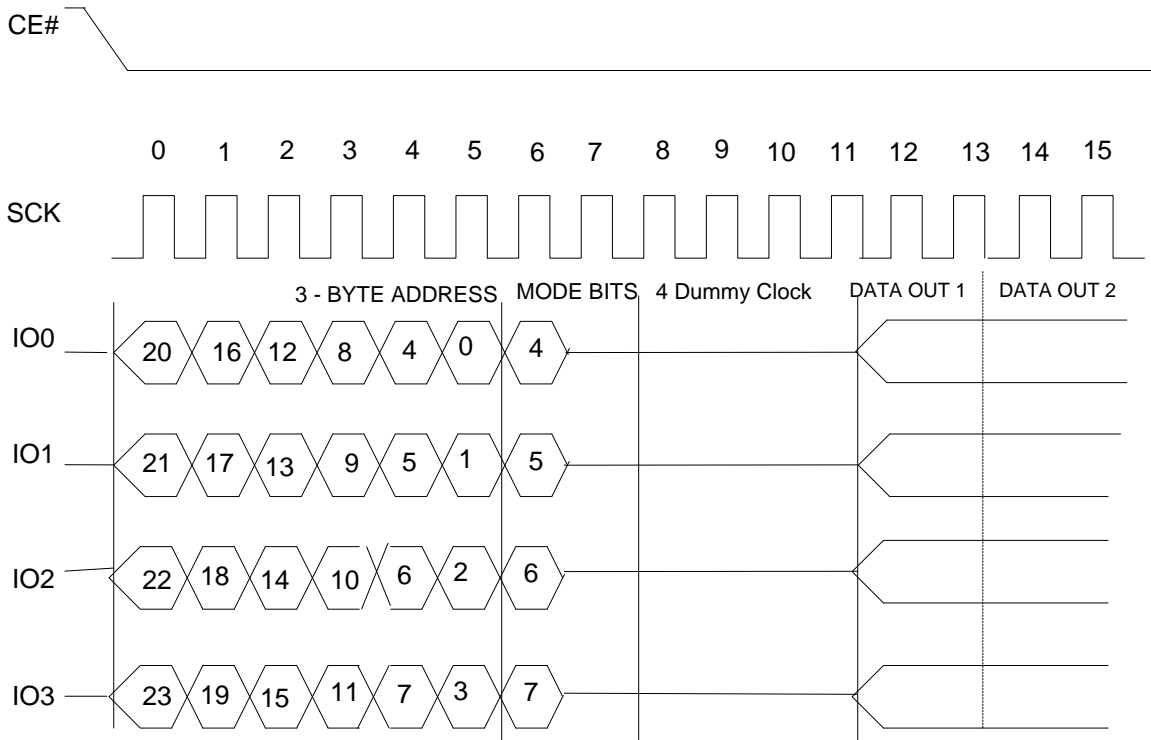 CE#
0 1 2 3 4 5 6 7 8 9 10 11 12 13 14 15
SCK
3 - BYTE ADDRESS MODE BITS 4 Dummy Clock DATA OUT 1 DATA OUT 2
IO0 20 16 12 8 4 0 4
IO1 21 17 13 9 5 1 5
IO2 22 18 14 10 6 2 6
IO3 23 19 15 11 7 3 7